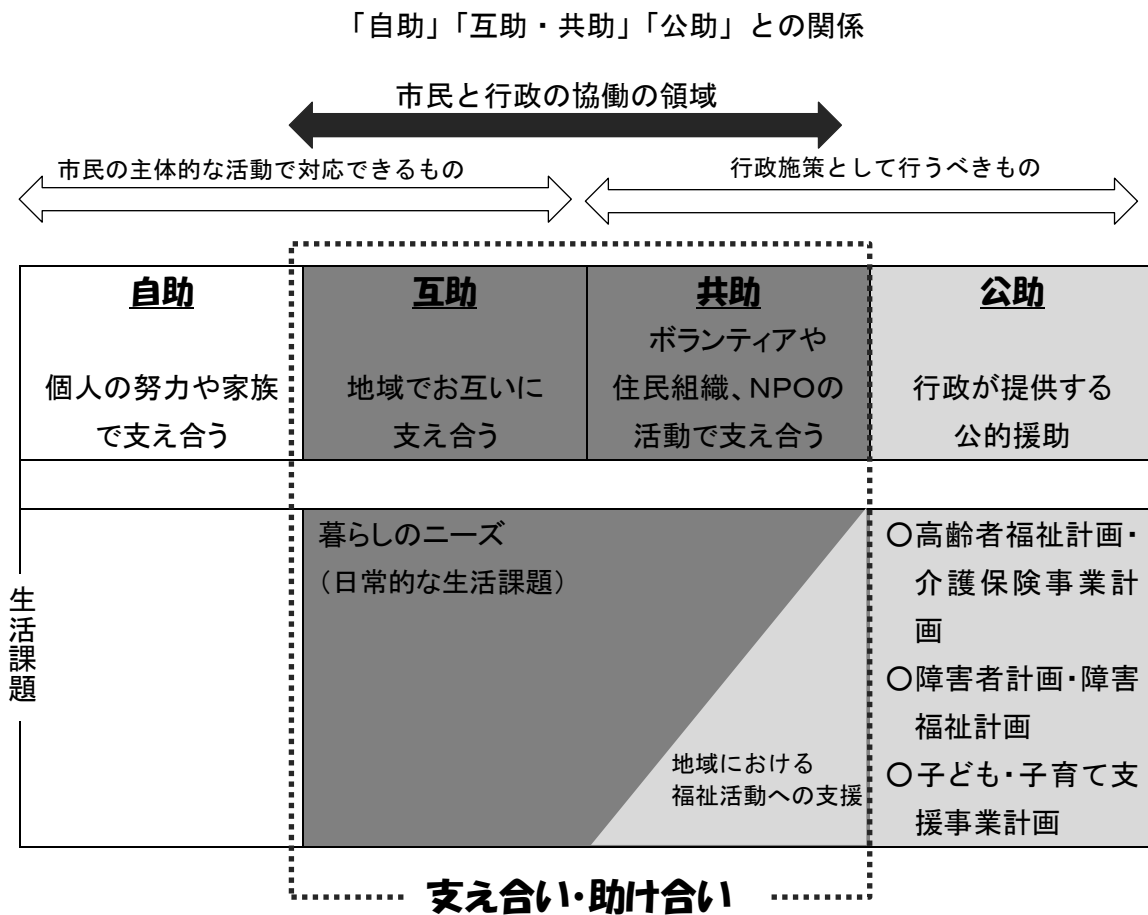 「自助」「互助・共助」「公助」との関係
市民と行政の協働の領域
市民の主体的な活動で対応できるもの
行政施策として行うべきもの
自助
個人の努力や家族
で支え合う
互助
地域でお互いに
支え合う
共助
ボランティアや
住民組織、NPOの
活動で支え合う
公助
行政が提供する
公的援助
生活課題
暮らしのニーズ
（日常的な生活課題）
地域における
福祉活動への支援
○高齢者福祉計画・
介護保険事業計
画
○障害者計画・障害
福祉計画
○子ども・子育て支
援事業計画
支え合い・助け合い